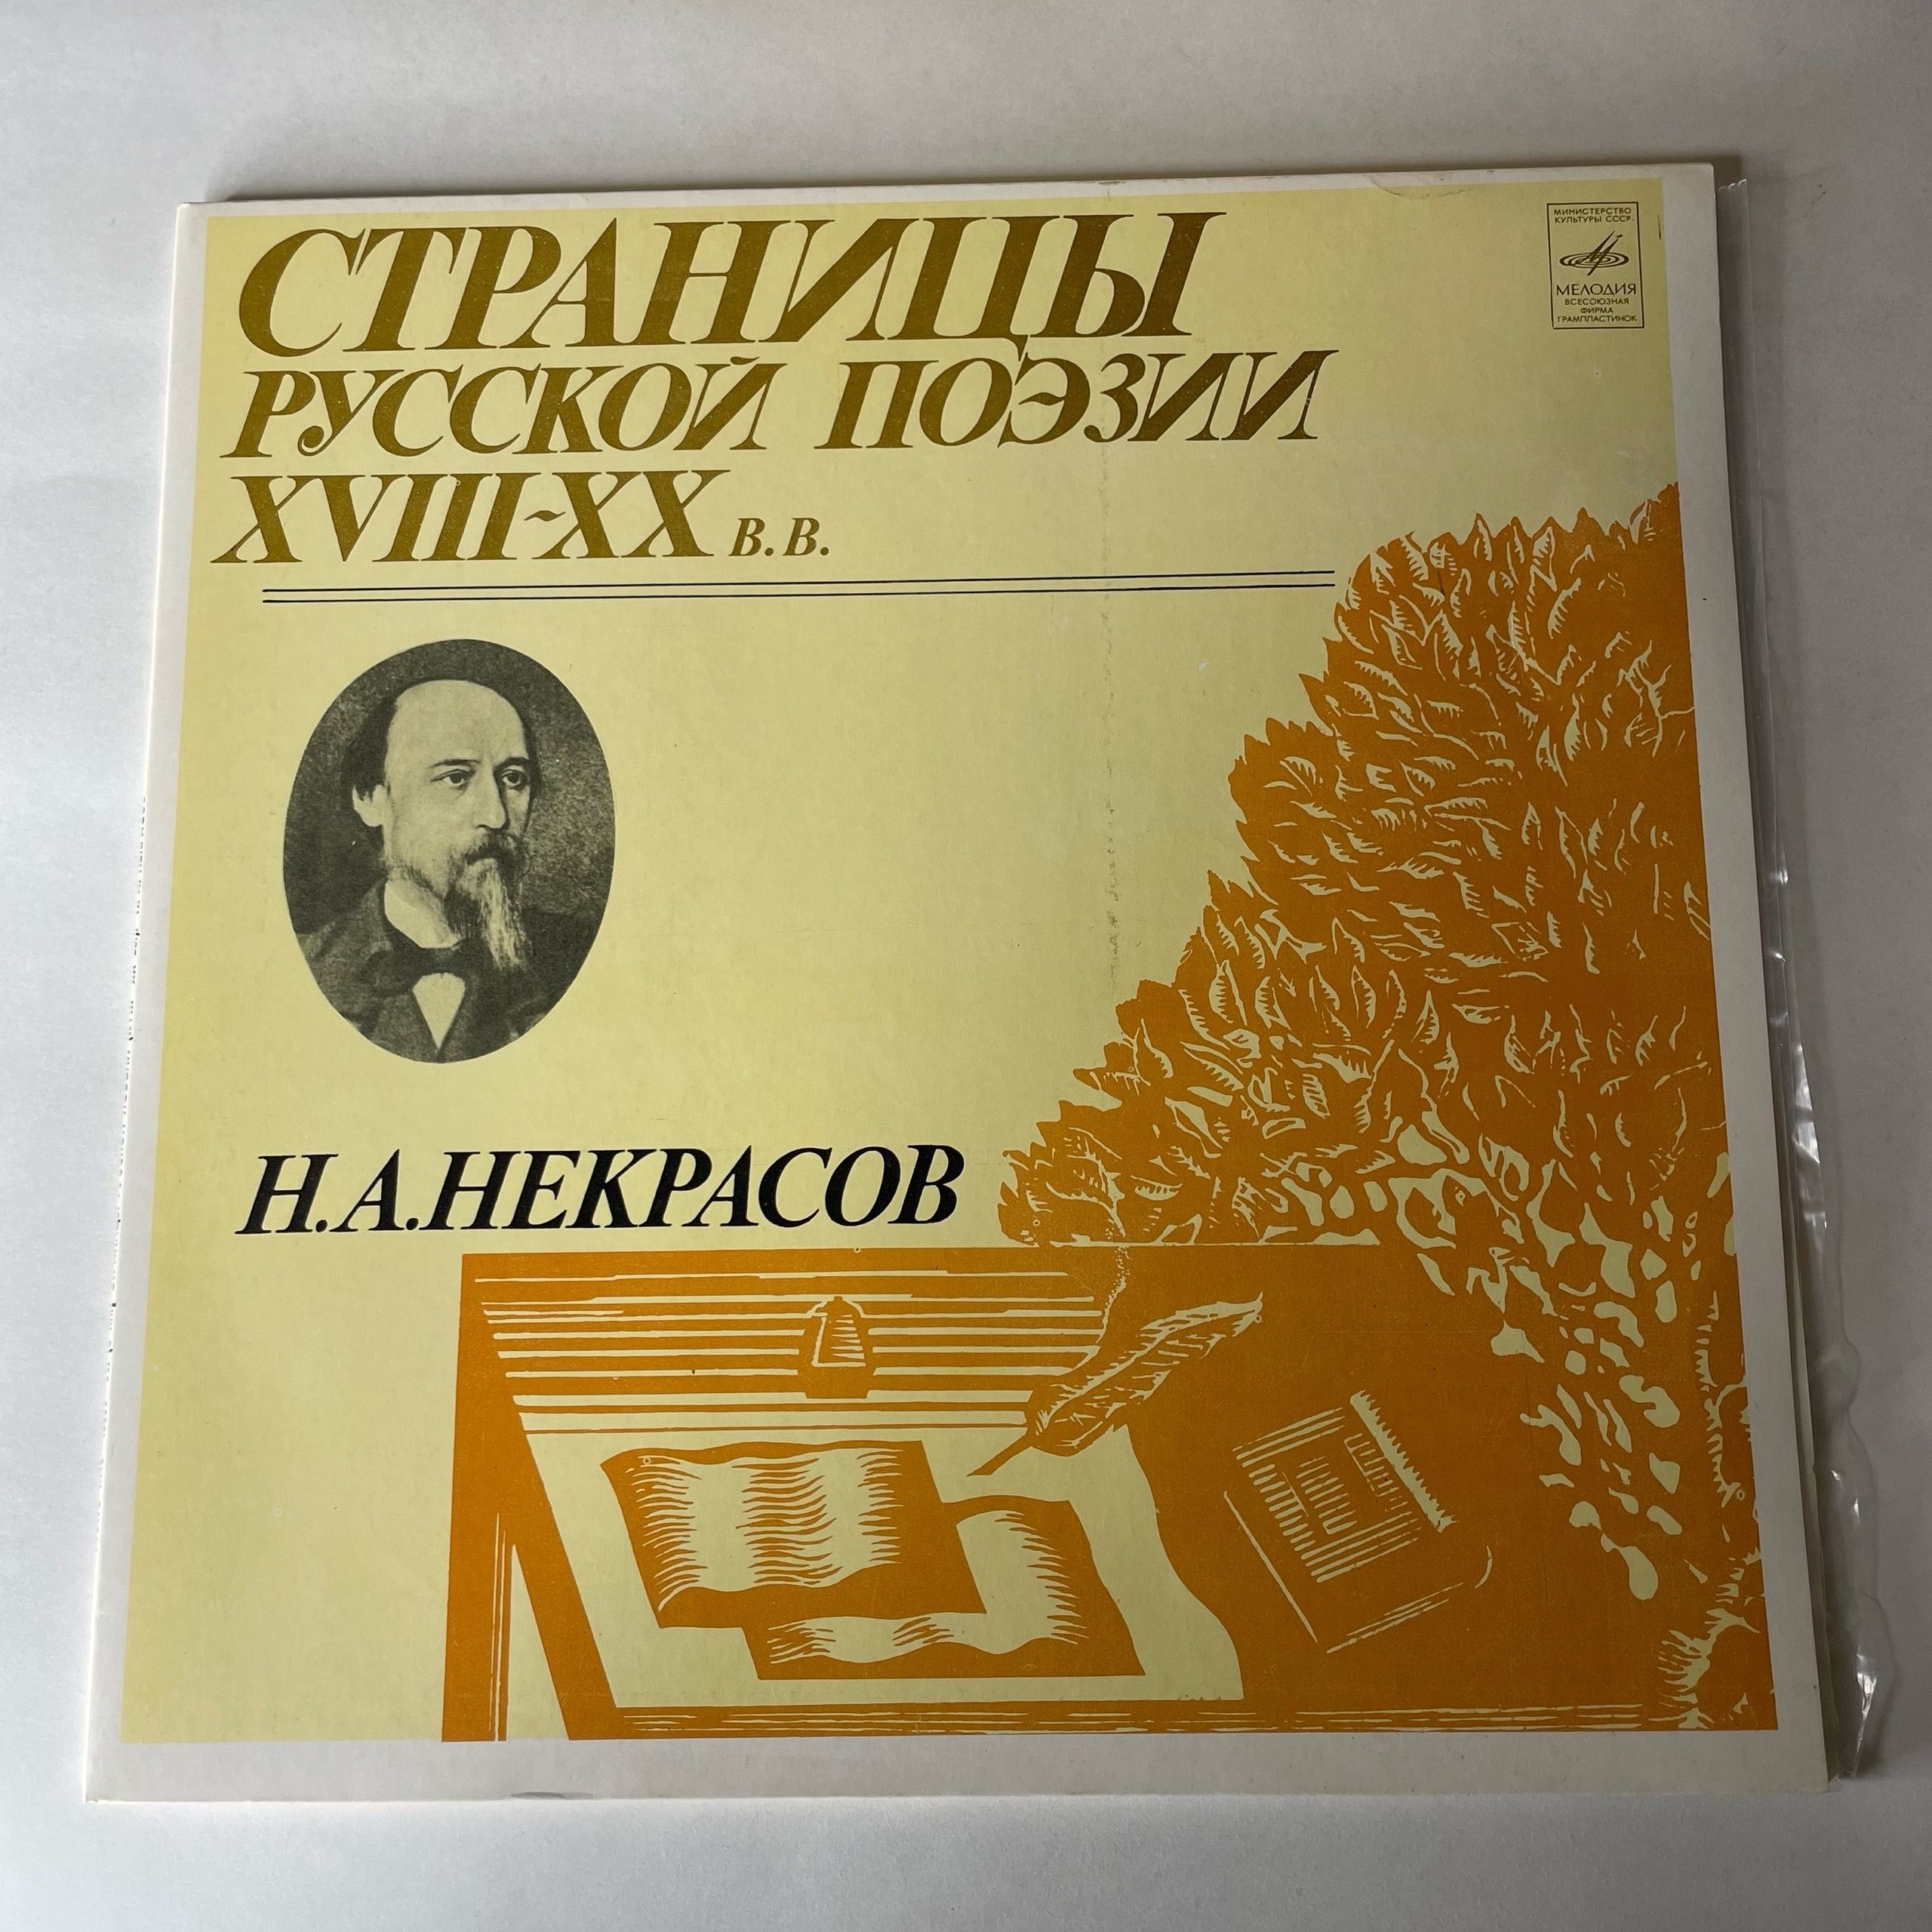 СТРАНИЦЫ
РУССКОЙ ПОЭЗИИ
XVIII-XX В.В.
МИНИСТЕРСТВО
КУЛЬТУРЫ СССР
МЕЛОДИЯ
ВСЕСОЮЗНАЯ
ФИРМА
ГРАМПЛАСТИНОК
Н.А.НЕКРАСОВ